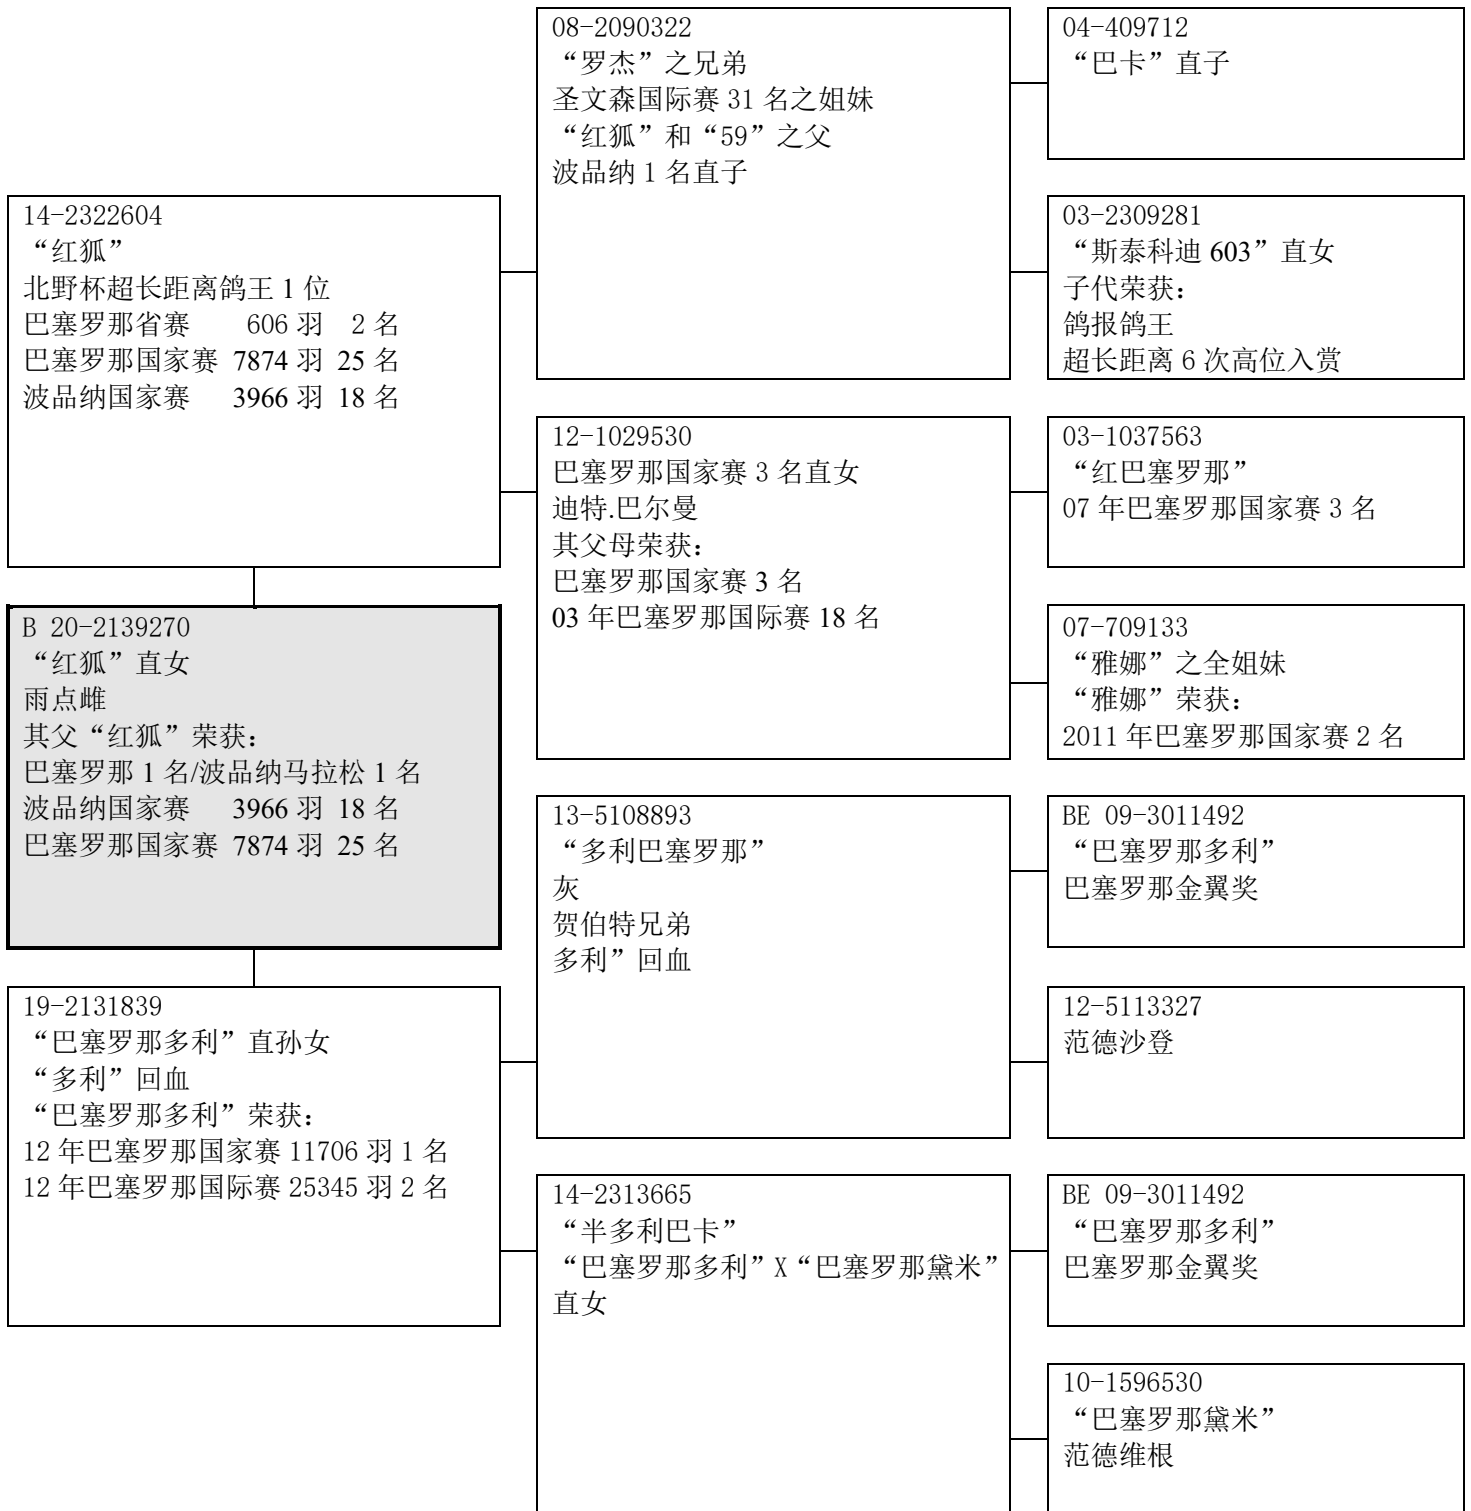 14-2322604
“红狐”
北野杯超长距离鸽王 1 位
巴塞罗那省赛 606 羽 2 名
巴塞罗那国家赛 7874 羽 25 名
波品纳国家赛 3966 羽 18 名
B 20-2139270
“红狐”直女
雨点雌
其父“红狐”荣获：
巴塞罗那 1 名/波品纳马拉松 1 名
波品纳国家赛 3966 羽 18 名
巴塞罗那国家赛 7874 羽 25 名
19-2131839
“巴塞罗那多利”直孙女
“多利”回血
“巴塞罗那多利”荣获：
12 年巴塞罗那国家赛 11706 羽 1 名
12 年巴塞罗那国际赛 25345 羽 2 名
08-2090322
“罗杰”之兄弟
圣文森国际赛 31 名之姐妹
“红狐”和“59”之父
波品纳 1 名直子
12-1029530
巴塞罗那国家赛 3 名直女
迪特.巴尔曼
其父母荣获：
巴塞罗那国家赛 3 名
03 年巴塞罗那国际赛 18 名
13-5108893
“多利巴塞罗那”
灰
贺伯特兄弟
多利”回血
14-2313665
“半多利巴卡”
“巴塞罗那多利”X“巴塞罗那黛米”
直女
04-409712
“巴卡”直子
03-2309281
“斯泰科迪 603”直女
子代荣获：
鸽报鸽王
超长距离 6 次高位入赏
03-1037563
“红巴塞罗那”
07 年巴塞罗那国家赛 3 名
07-709133
“雅娜”之全姐妹
“雅娜”荣获：
2011 年巴塞罗那国家赛 2 名
BE 09-3011492
“巴塞罗那多利”
巴塞罗那金翼奖
12-5113327
范德沙登
BE 09-3011492
“巴塞罗那多利”
巴塞罗那金翼奖
10-1596530
“巴塞罗那黛米”
范德维根